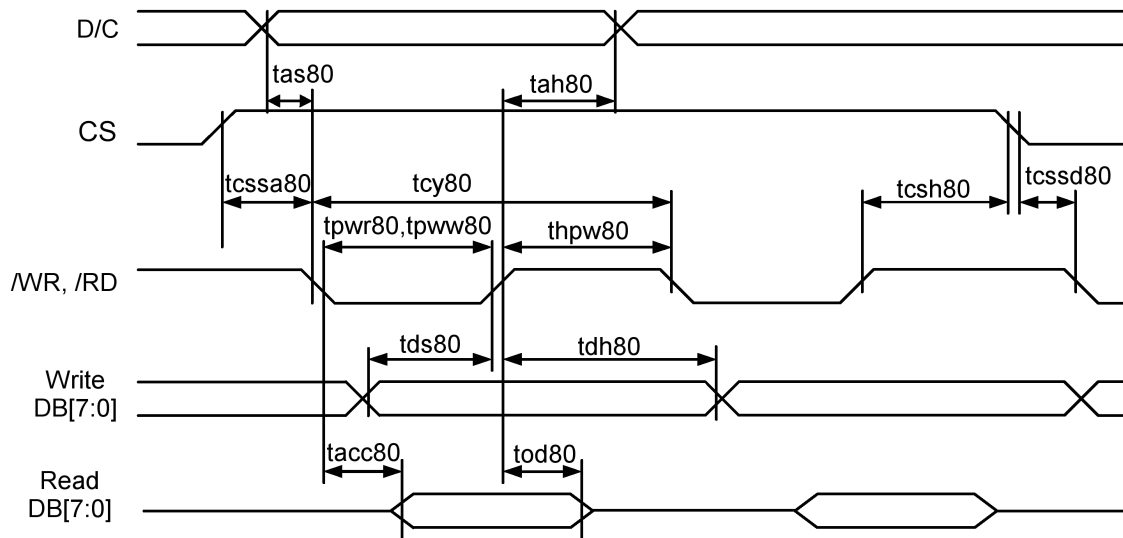 D/C
tas80
tah80
CS
tcssa80
tcy80
tcsh80
tcssd80
tpwr80,tpww80
thpw80
/WR, /RD
tds80
tdh80
Write
DB[7:0]
tacc80
tod80
Read
DB[7:0]